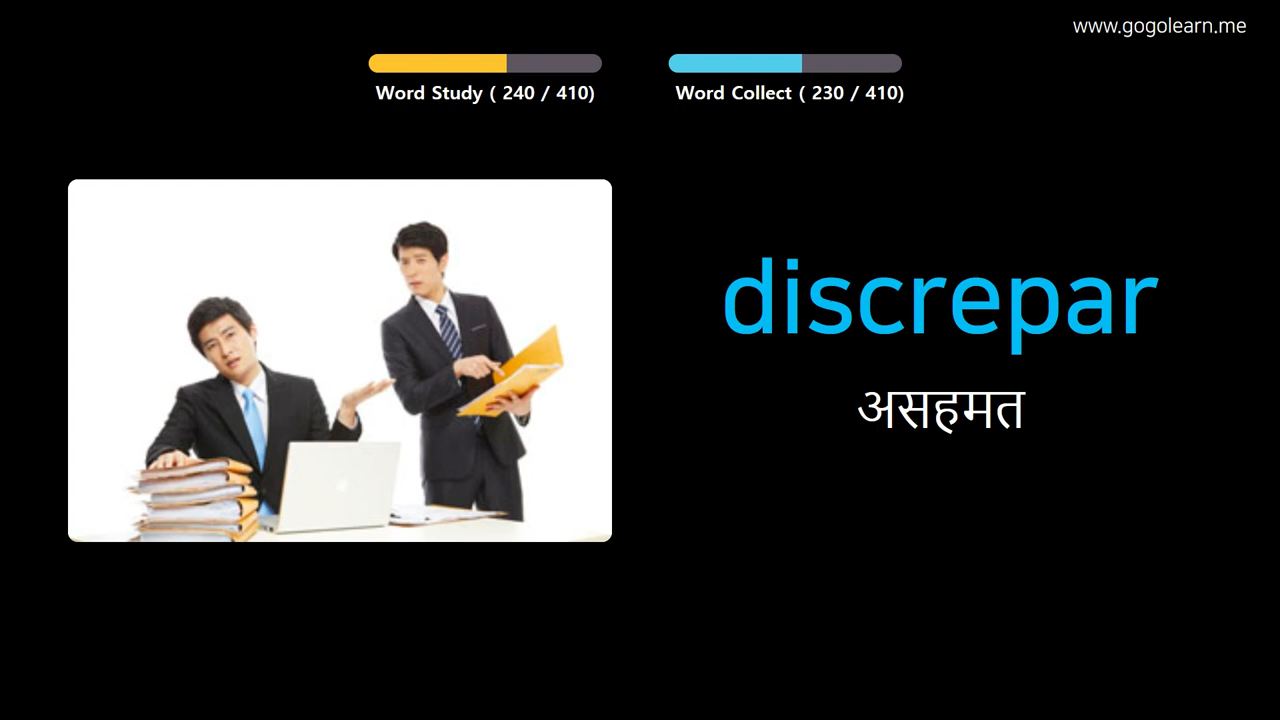 www.gogolearn.me
Word Study ( 240 / 410)
Word Collect ( 230 / 410)
discrepar
असहमत